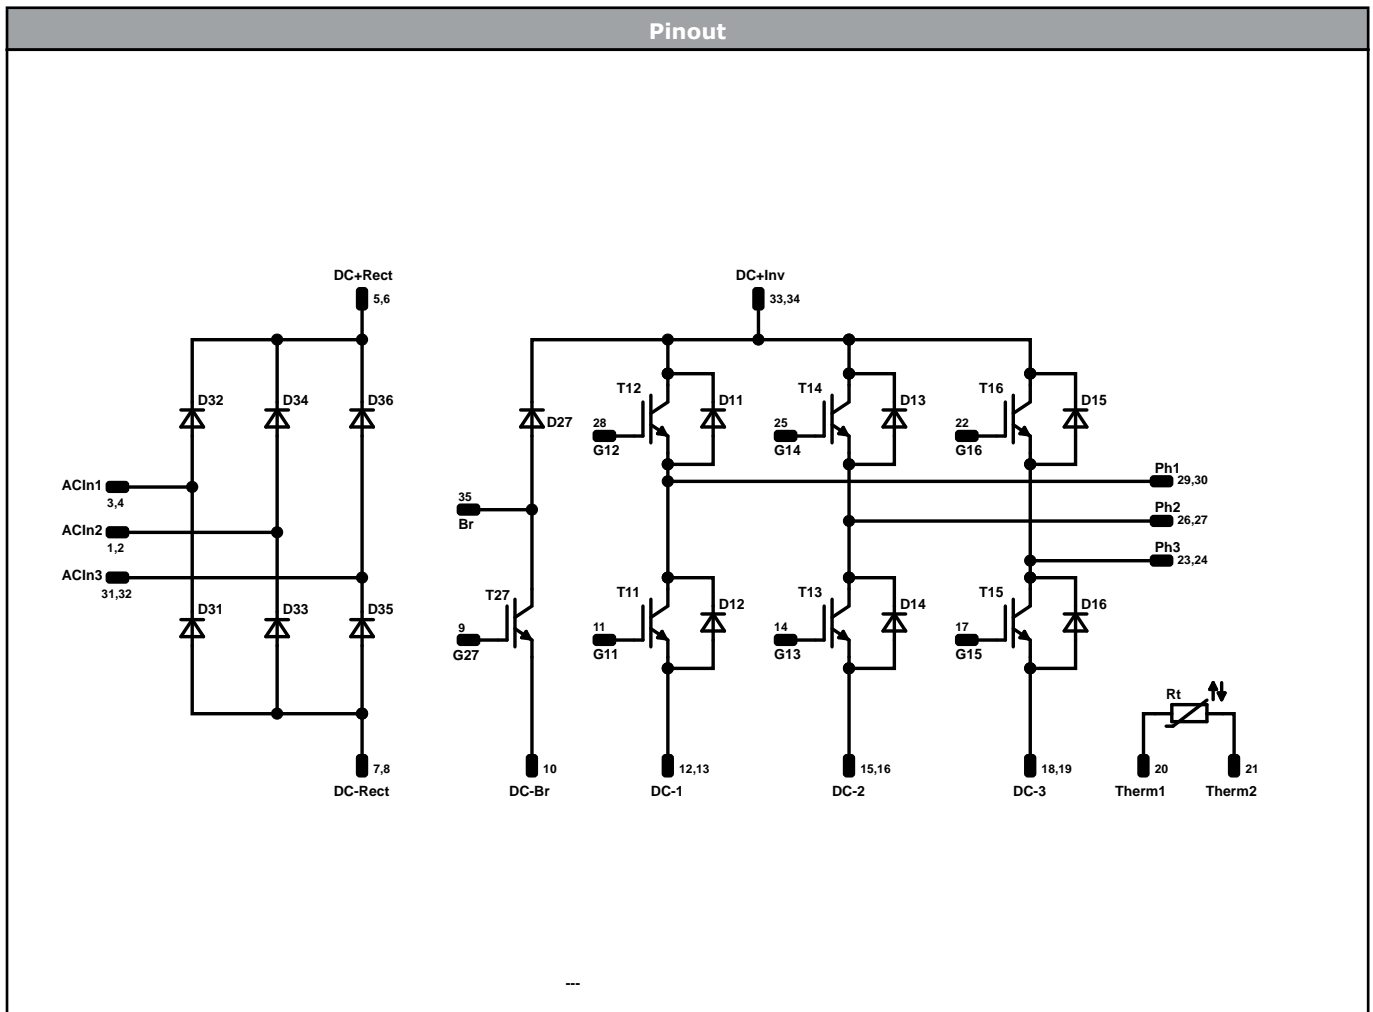 Pinout
DC+Rect
5,6
DC+Inv
33,34
D32
D34
D36
D27
T12
28
G12
D11
T14
25
G14
D13
T16
22
G16
D15
ACIn1
3,4
ACIn2
1,2
ACIn3
31,32
35
Br
Ph1
29,30
Ph2
26,27
Ph3
23,24
D31
D33
D35
T27
9
G27
T11
11
G11
D12
T13
14
G13
D14
T15
17
G15
D16
Rt
7,8
DC-Rect
10
DC-Br
12,13
DC-1
15,16
DC-2
18,19
DC-3
20
Therm1
21
Therm2
---